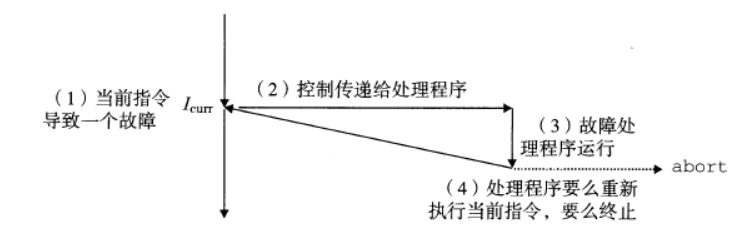 （2）控制传递给处理程序
（1）当前指令
导致一个故障
Icurr
（3）故障处
理程序运行
abort
（4）处理程序要么重新
执行当前指令，要么终止